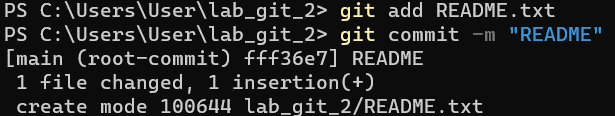 PS C:\Users\User\lab_git_2> git add README.txt
PS C:\Users\User\lab_git_2> git commit -m "README"
[main (root-commit) fff36e7] README
 1 file changed, 1 insertion(+)
 create mode 100644 lab_git_2/README.txt